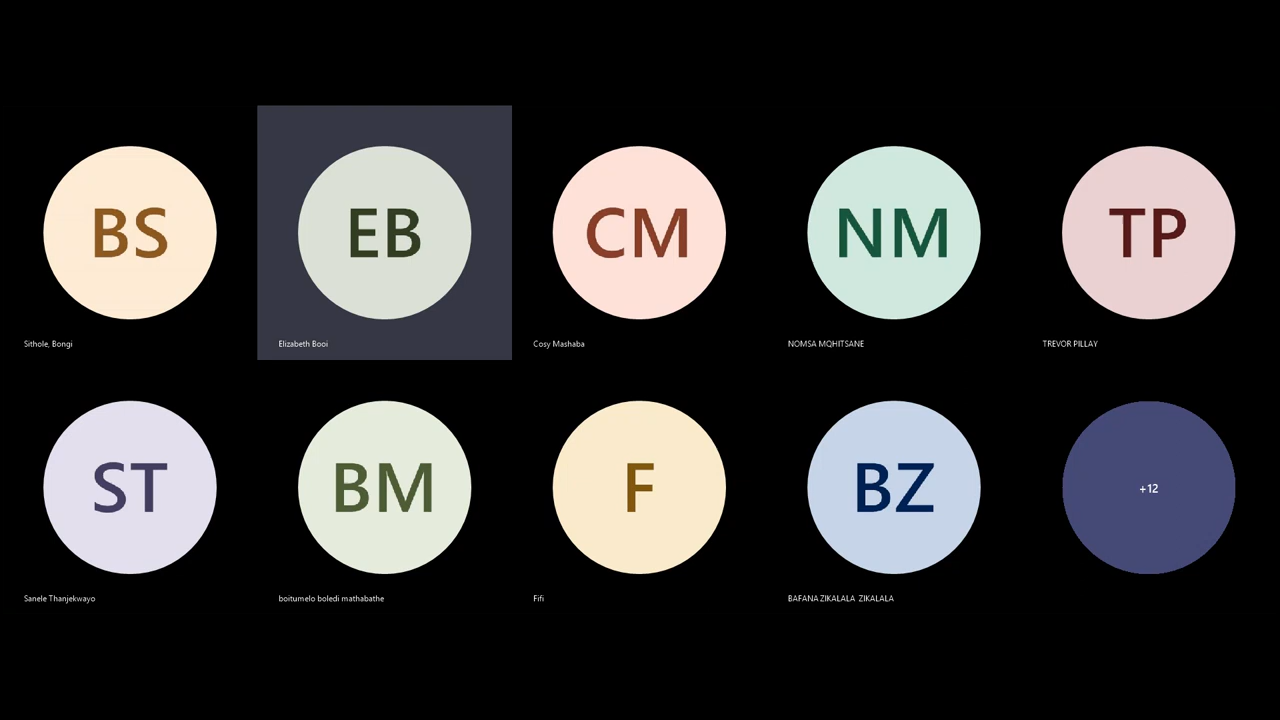 BS
EB
CM
NM
TP
Sithole, Bongi
Elizabeth Booi
Cosy Mashaba
NOMSA MQHITSANE
TREVOR PILLAY
ST
BM
F
BZ
+12
Sanele Thanjekwayo
boitumelo boledi mathabathe
Fifi
BAFANA ZIKALALA ZIKALALA